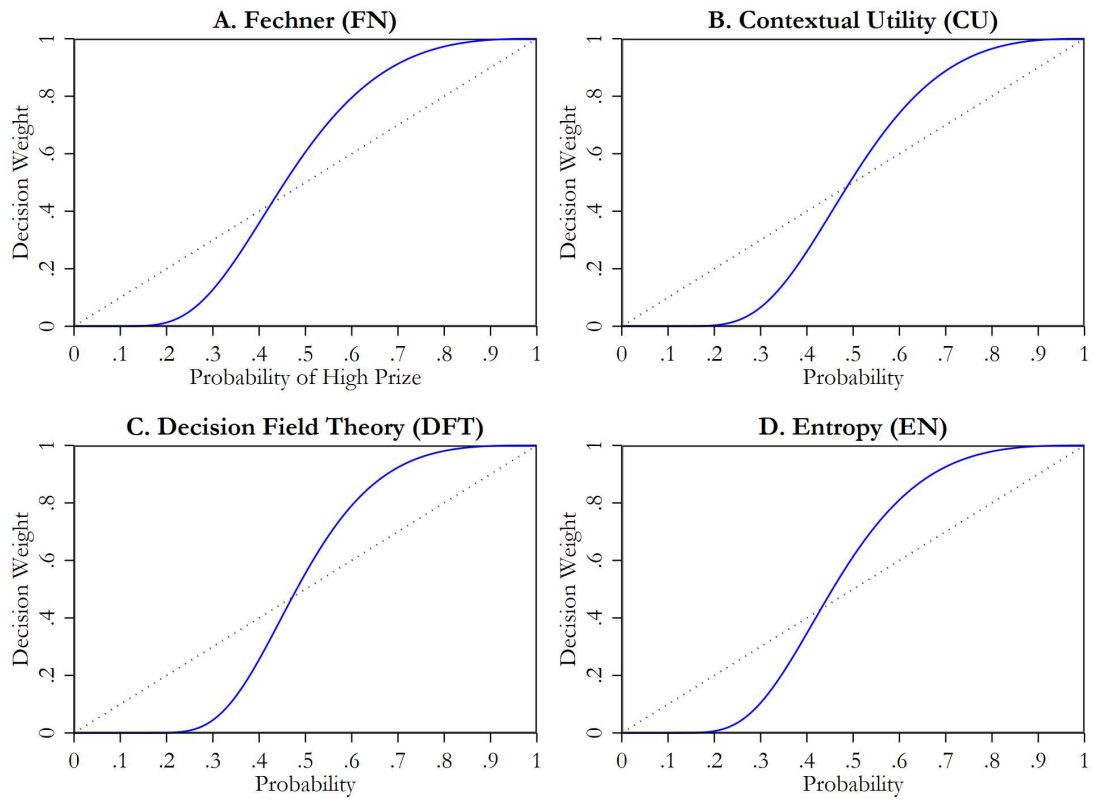 A. Fechner (FN)
Decision Weight
0 .2 .4 .6 .8 1
0 .1 .2 .3 .4 .5 .6 .7 .8 .9 1
Probability of High Prize
B. Contextual Utility (CU)
Decision Weight
0 .2 .4 .6 .8 1
0 .1 .2 .3 .4 .5 .6 .7 .8 .9 1
Probability
C. Decision Field Theory (DFT)
Decision Weight
0 .2 .4 .6 .8 1
0 .1 .2 .3 .4 .5 .6 .7 .8 .9 1
Probability
D. Entropy (EN)
Decision Weight
0 .2 .4 .6 .8 1
0 .1 .2 .3 .4 .5 .6 .7 .8 .9 1
Probability